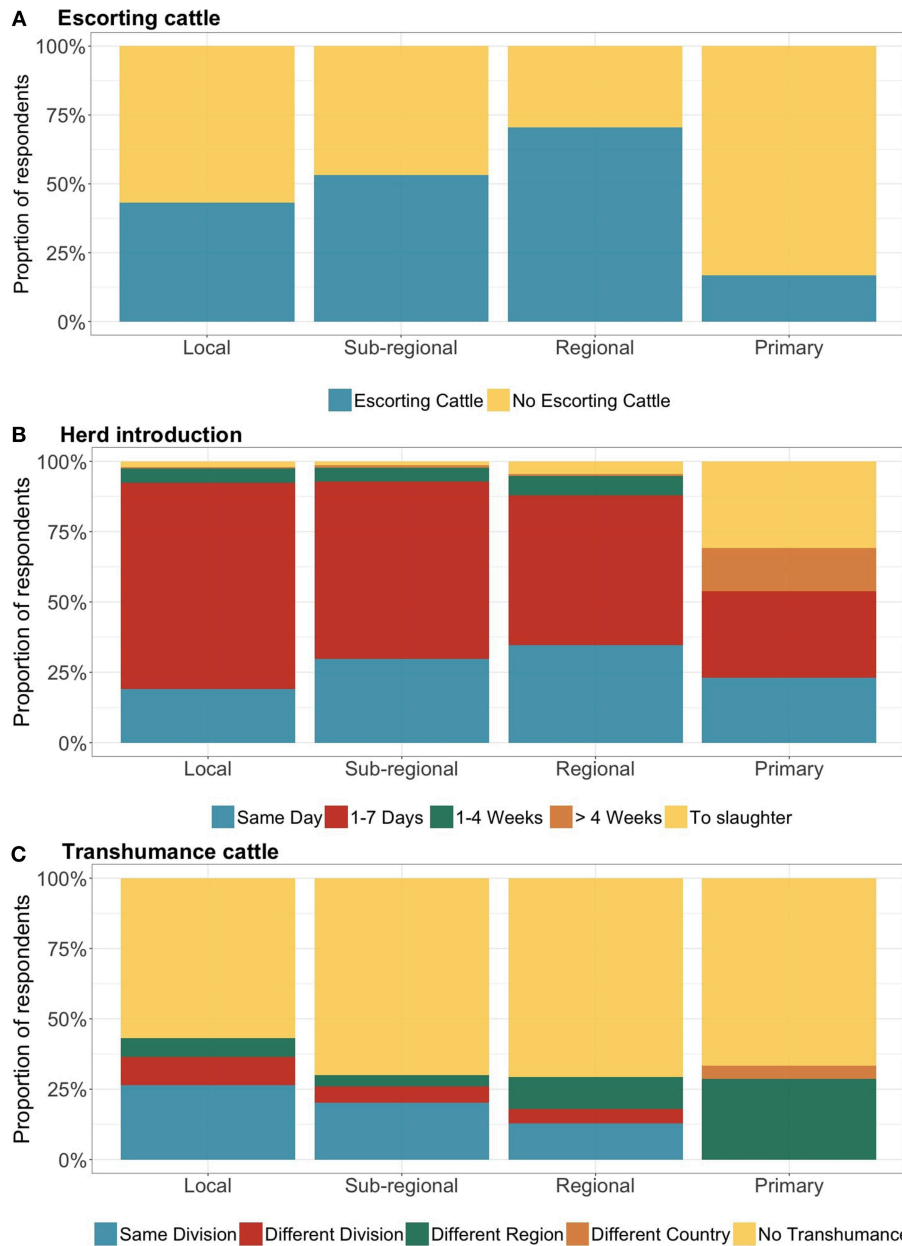 A Escorting cattle
Proprtion of respondents
100%
75%
50%
25%
0%
Local Sub-regional Regional Primary
Escorting Cattle No Escorting Cattle
B Herd introduction
Proportion of respondents
100%
75%
50%
25%
0%
Local Sub-regional Regional Primary
Same Day 1-7 Days 1-4 Weeks > 4 Weeks To slaughter
C Transhumance cattle
Proportion of respondents
100%
75%
50%
25%
0%
Local Sub-regional Regional Primary
Same Division Different Division Different Region Different Country No Transhumance